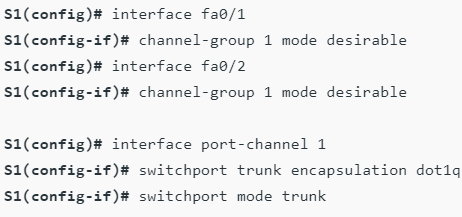 S1(config)# interface fa0/1
S1(config-if)# channel-group 1 mode desirable
S1(config)# interface fa0/2
S1(config-if)# channel-group 1 mode desirable
S1(config)# interface port-channel 1
S1(config-if)# switchport trunk encapsulation dot1q
S1(config-if)# switchport mode trunk